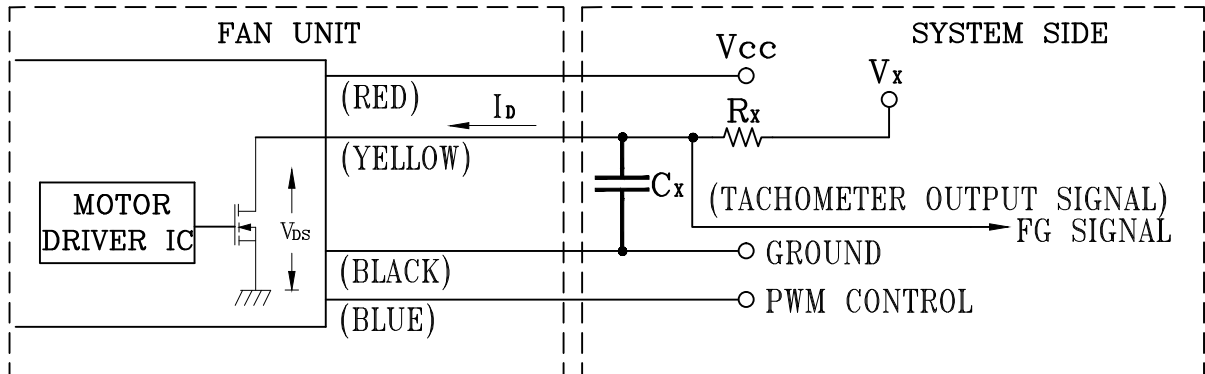 FAN UNIT
SYSTEM SIDE
Vcc
(RED)
Vx
ID
Rx
(YELLOW)
Cx
(TACHOMETER OUTPUT SIGNAL)
FG SIGNAL
MOTOR
DRIVER IC
VDS
GROUND
(BLACK)
PWM CONTROL
(BLUE)